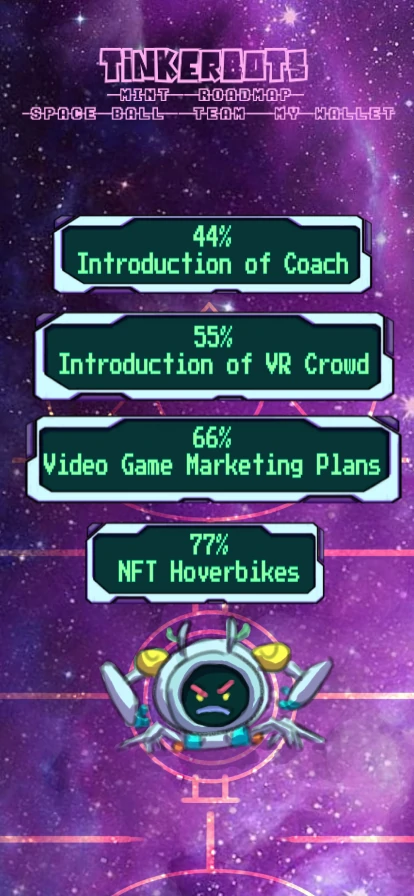 TINKERBOTS
MINT ROADMAP
SPACE BALL TEAM MY WALLET
44%
Introduction of Coach
55%
Introduction of VR Crowd
66%
Video Game Marketing Plans
77%
NFT Hoverbikes